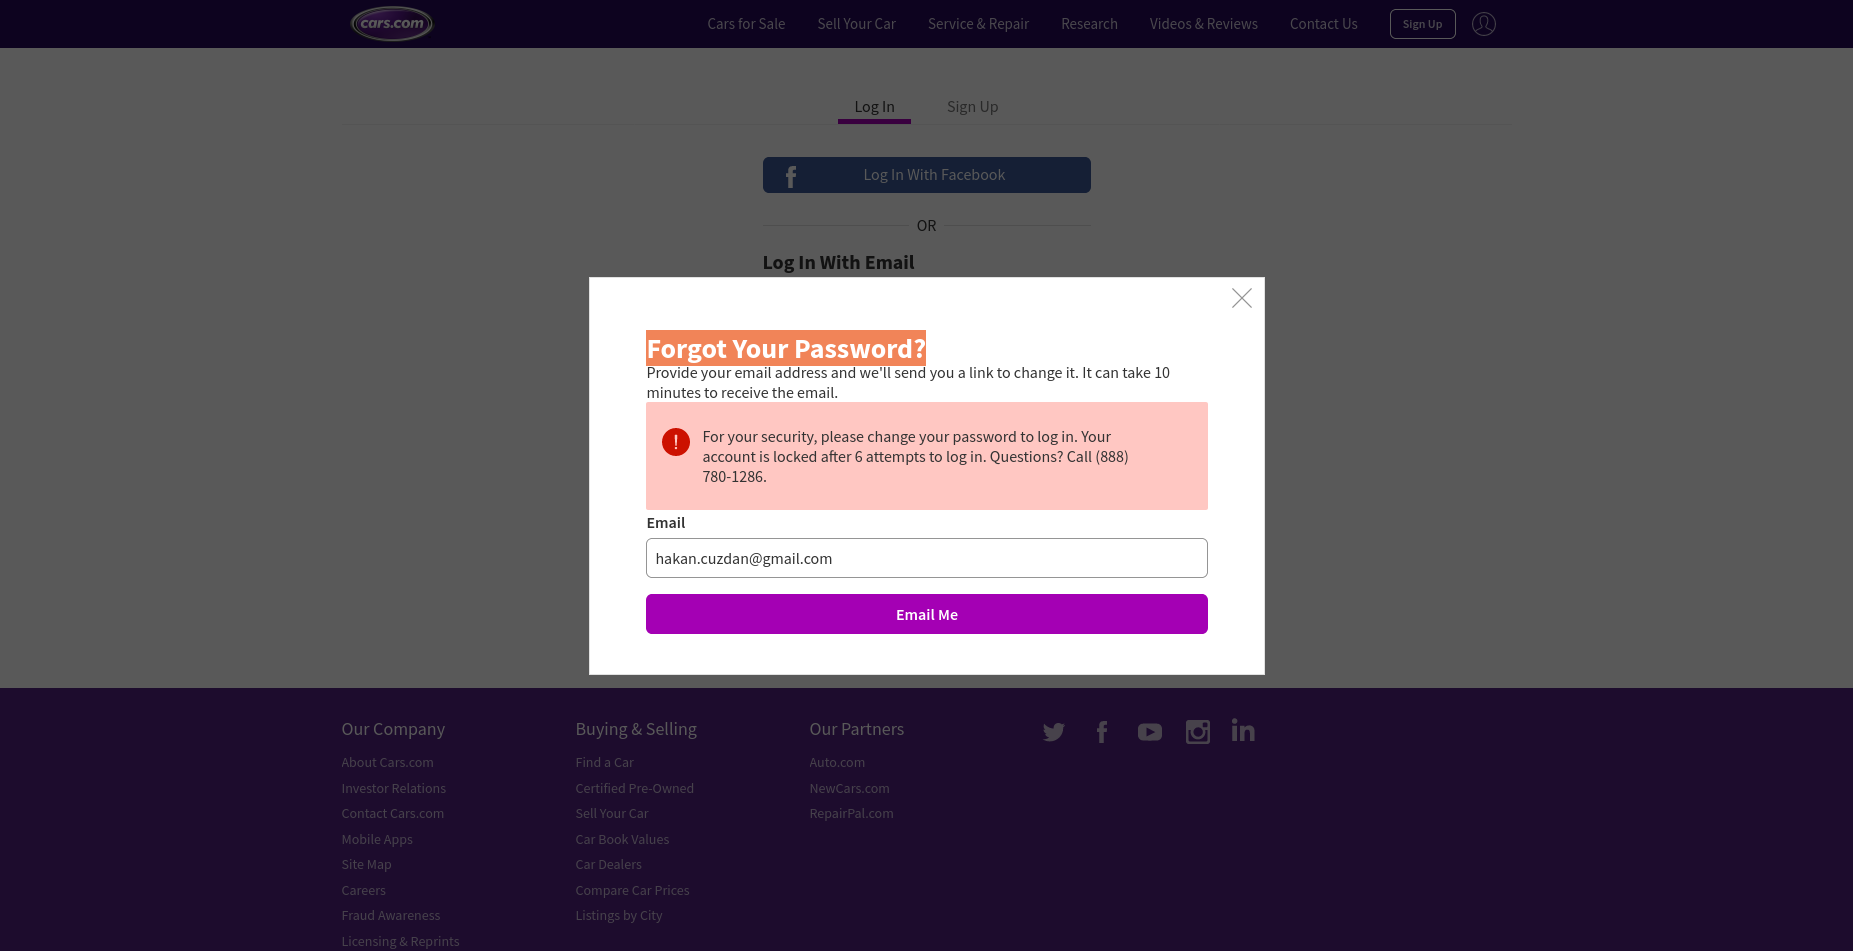 cars.com
Cars for Sale
Sell Your Car
Service & Repair
Research
Videos & Reviews
Contact Us
Sign Up
Log In
Sign Up
f
Log In With Facebook
OR
Log In With Email
Forgot Your Password?
Provide your email address and we'll send you a link to change it. It can take 10
minutes to receive the email.
!
For your security, please change your password to log in. Your
account is locked after 6 attempts to log in. Questions? Call (888)
780-1286.
Email
hakan.cuzdan@gmail.com
Email Me
Our Company
About Cars.com
Investor Relations
Contact Cars.com
Mobile Apps
Site Map
Careers
Fraud Awareness
Licensing & Reprints
Buying & Selling
Find a Car
Certified Pre-Owned
Sell Your Car
Car Book Values
Car Dealers
Compare Car Prices
Listings by City
Our Partners
Auto.com
NewCars.com
RepairPal.com
f
in